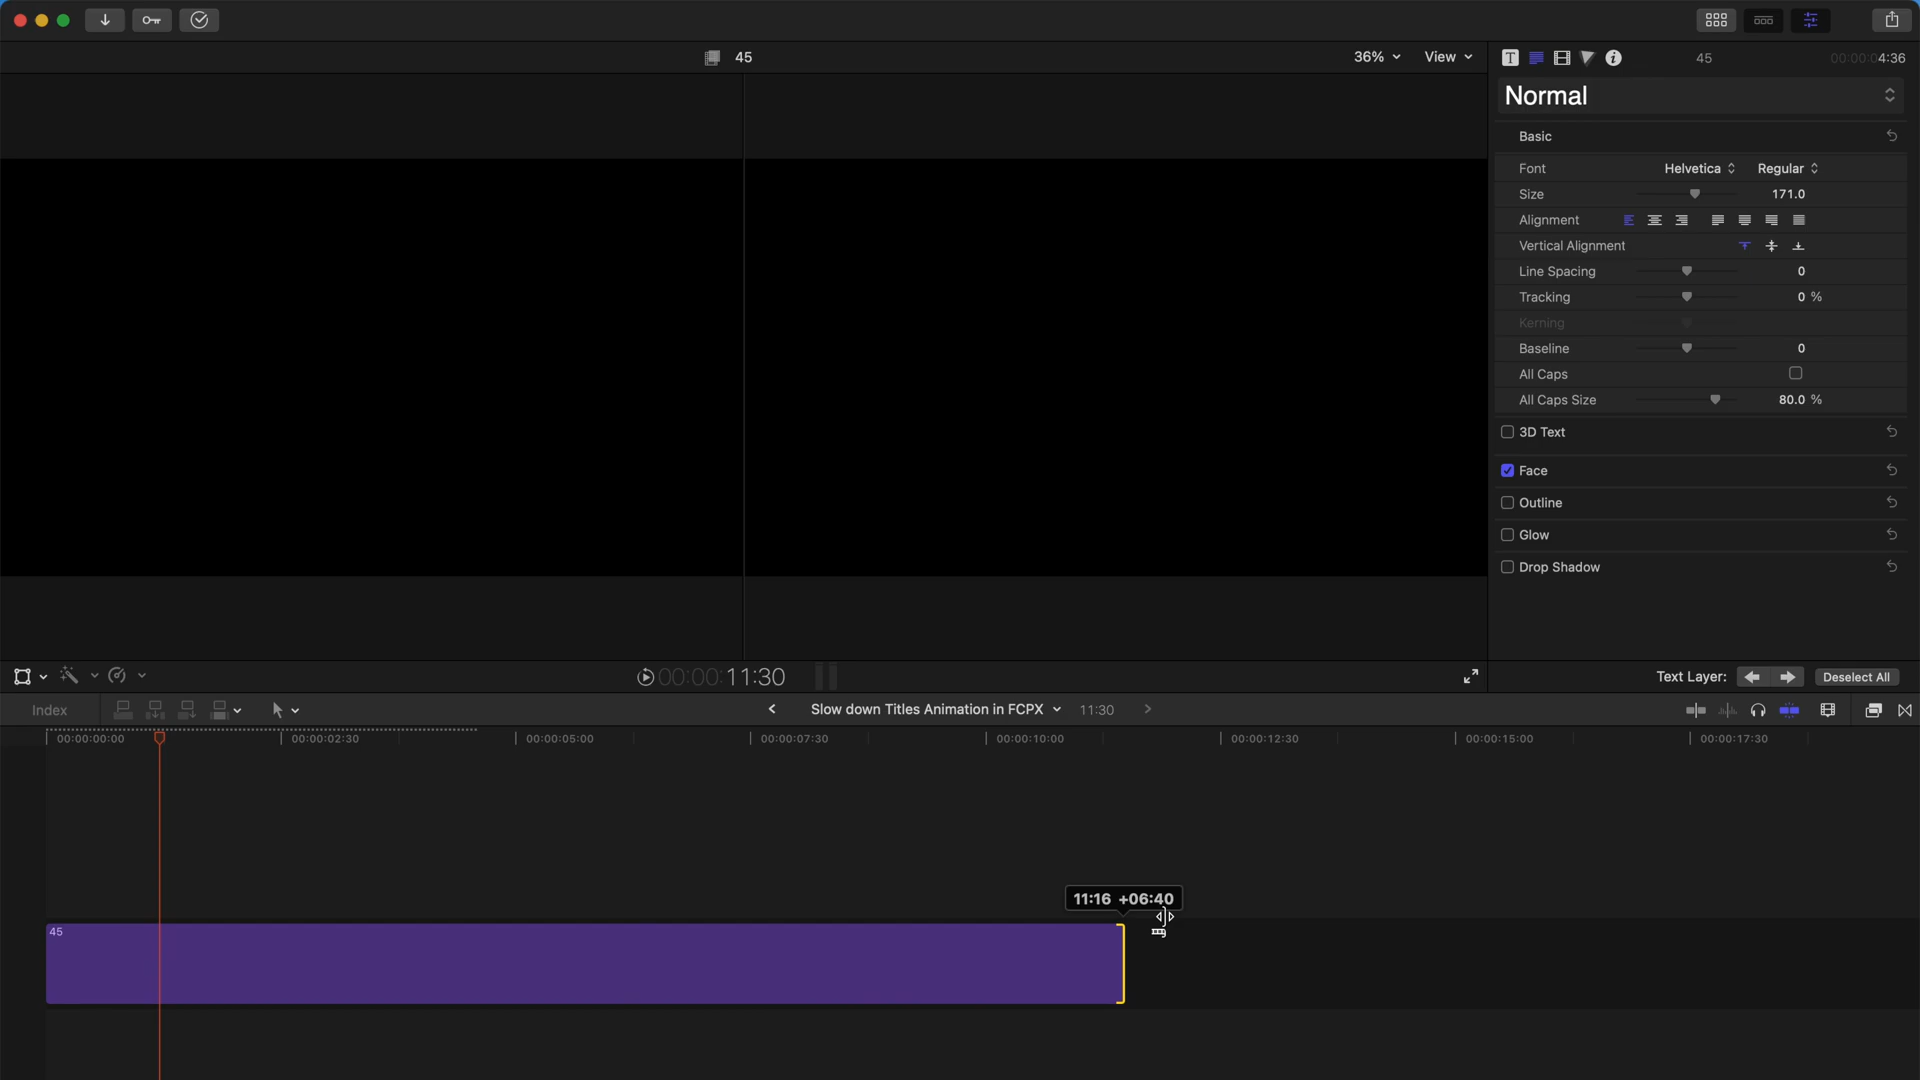 45
36%
View
T
45
00:00:04:36
Normal
Basic
Font
Helvetica
Regular
Size
171.0
Alignment
Vertical Alignment
Line Spacing
0
Tracking
0 %
Kerning
Baseline
0
All Caps
All Caps Size
80.0 %
3D Text
Face
Outline
Glow
Drop Shadow
00:00:11:30
Text Layer:
Deselect All
Index
Slow down Titles Animation in FCPX
11:30
00:00:00:00
00:00:02:30
00:00:05:00
00:00:07:30
00:00:10:00
00:00:12:30
00:00:15:00
00:00:17:30
11:16 +06:40
45